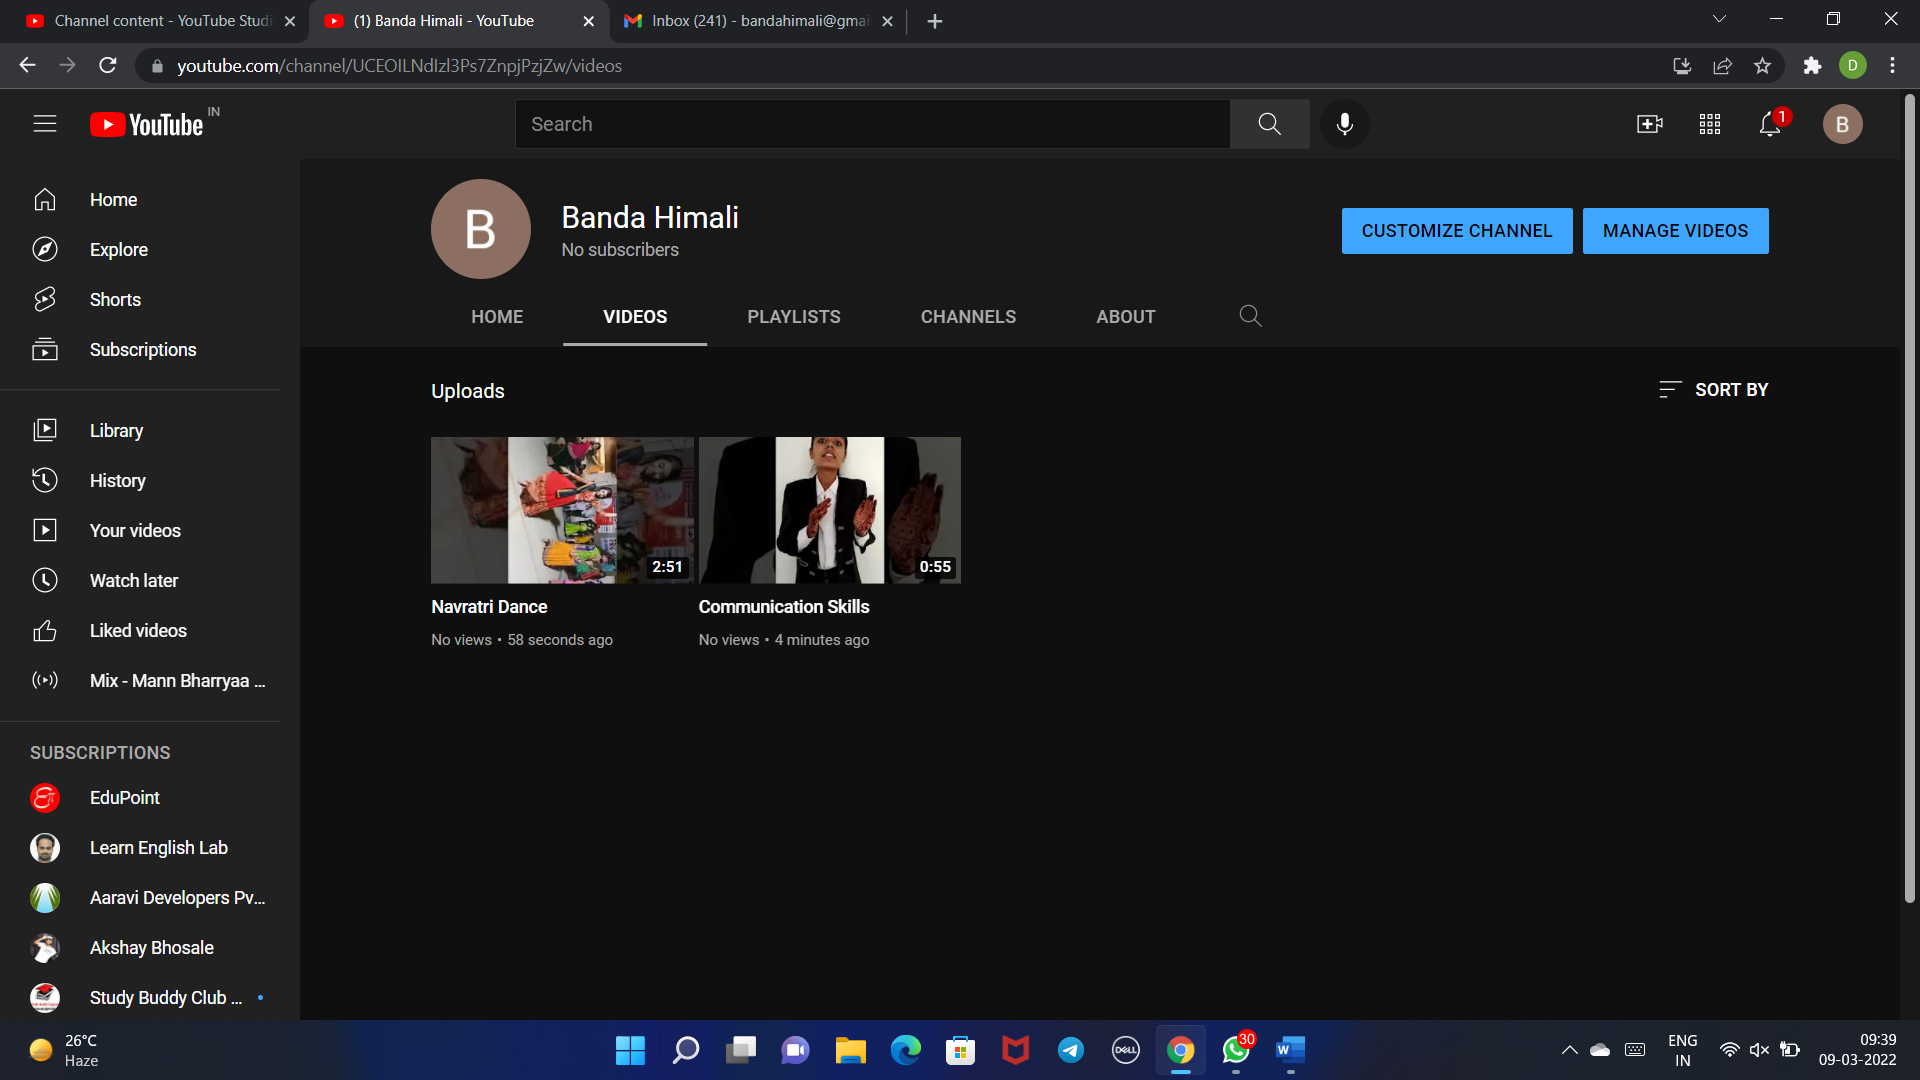 Channel content - YouTube Studi
(1) Banda Himali - YouTube
Inbox (241) - bandahimali@gmai
youtube.com/channel/UCEOILNdIzl3Ps7ZnpjPzjZw/videos
D
YouTube IN
Search
1
B
Home
Explore
Shorts
Subscriptions
Library
History
Your videos
Watch later
Liked videos
Mix - Mann Bharryaa ...
SUBSCRIPTIONS
EduPoint
Learn English Lab
Aaravi Developers Pv...
Akshay Bhosale
Study Buddy Club ...
B
Banda Himali
No subscribers
CUSTOMIZE CHANNEL
MANAGE VIDEOS
HOME
VIDEOS
PLAYLISTS
CHANNELS
ABOUT
Uploads
SORT BY
2:51
Navratri Dance
No views • 58 seconds ago
0:55
Communication Skills
No views • 4 minutes ago
26°C
Haze
DELL
30
W
ENG
IN
09:39
09-03-2022